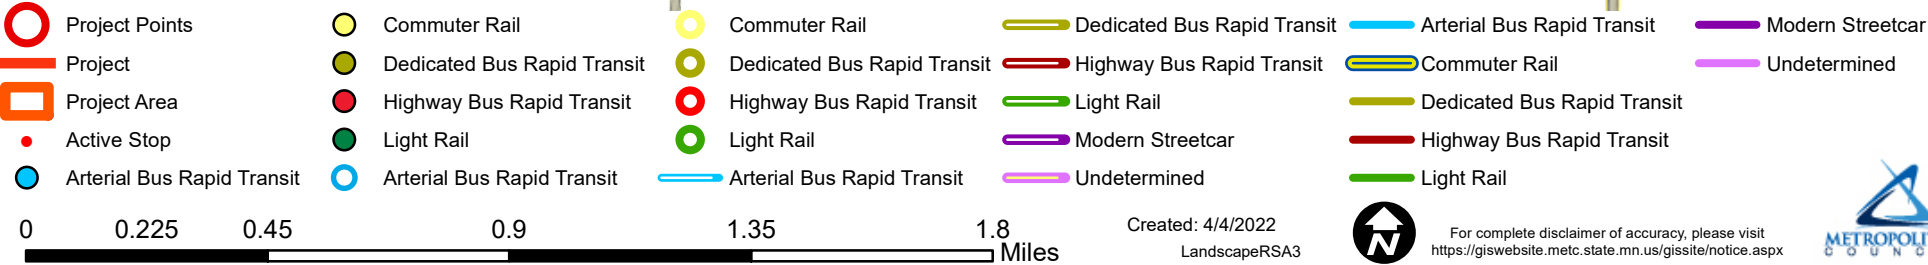 Project Points
Project
Project Area
Active Stop
Arterial Bus Rapid Transit
Commuter Rail
Dedicated Bus Rapid Transit
Highway Bus Rapid Transit
Light Rail
Arterial Bus Rapid Transit
Commuter Rail
Dedicated Bus Rapid Transit
Highway Bus Rapid Transit
Light Rail
Arterial Bus Rapid Transit
Dedicated Bus Rapid Transit
Highway Bus Rapid Transit
Light Rail
Modern Streetcar
Undetermined
Arterial Bus Rapid Transit
Commuter Rail
Dedicated Bus Rapid Transit
Highway Bus Rapid Transit
Light Rail
Modern Streetcar
Undetermined
0 0.225 0.45 0.9 1.35 1.8
Miles
Created: 4/4/2022
LandscapeRSA3
N
For complete disclaimer of accuracy, please visit
https://giswebsite.metc.state.mn.us/gissite/notice.aspx
METROPOLI
C O U N C